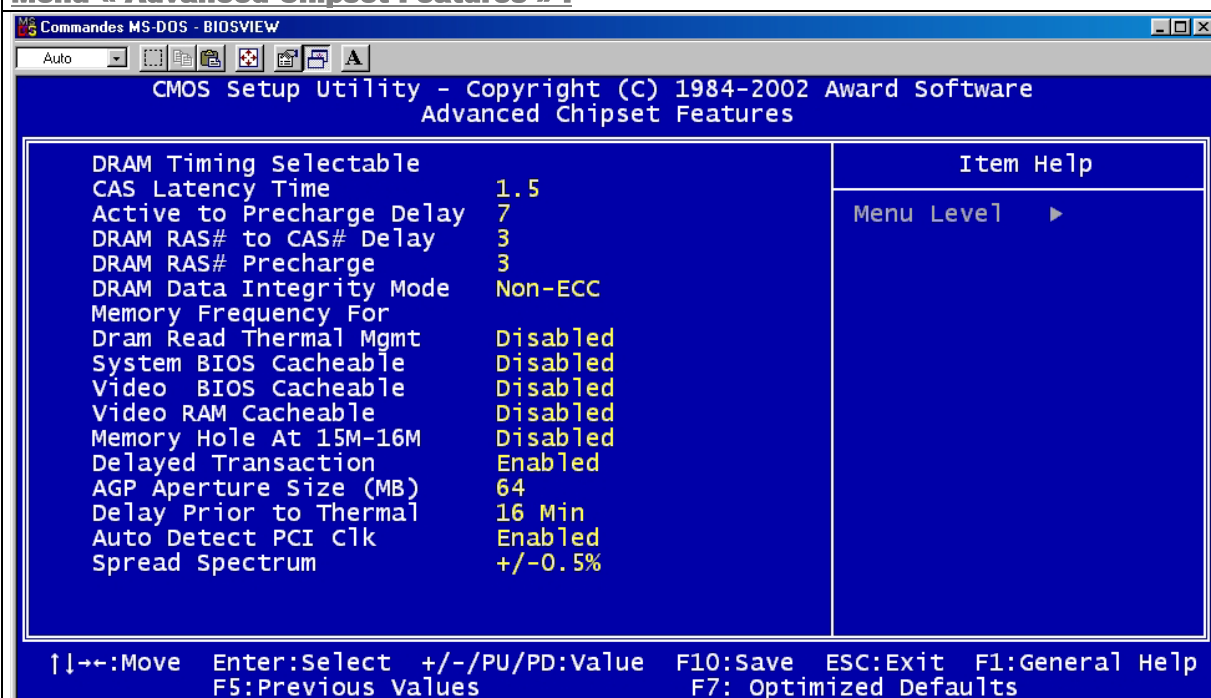 Menu « Advanced Chipset Features » :
Commandes MS-DOS - BIOSVIEW
Auto
A
CMOS Setup Utility - Copyright (C) 1984-2002 Award Software
Advanced Chipset Features
DRAM Timing Selectable
CAS Latency Time 1.5
Active to Precharge Delay 7
DRAM RAS# to CAS# Delay 3
DRAM RAS# Precharge 3
DRAM Data Integrity Mode Non-ECC
Memory Frequency For
Dram Read Thermal Mgmt Disabled
System BIOS Cacheable Disabled
Video BIOS Cacheable Disabled
Video RAM Cacheable Disabled
Memory Hole At 15M-16M Disabled
Delayed Transaction Enabled
AGP Aperture Size (MB) 64
Delay Prior to Thermal 16 Min
Auto Detect PCI Clk Enabled
Spread Spectrum +/-0.5%
Item Help
Menu Level ►
↑↓→←:Move Enter:Select +/-/PU/PD:Value F10:Save ESC:Exit F1:General Help
F5:Previous Values F7: Optimized Defaults